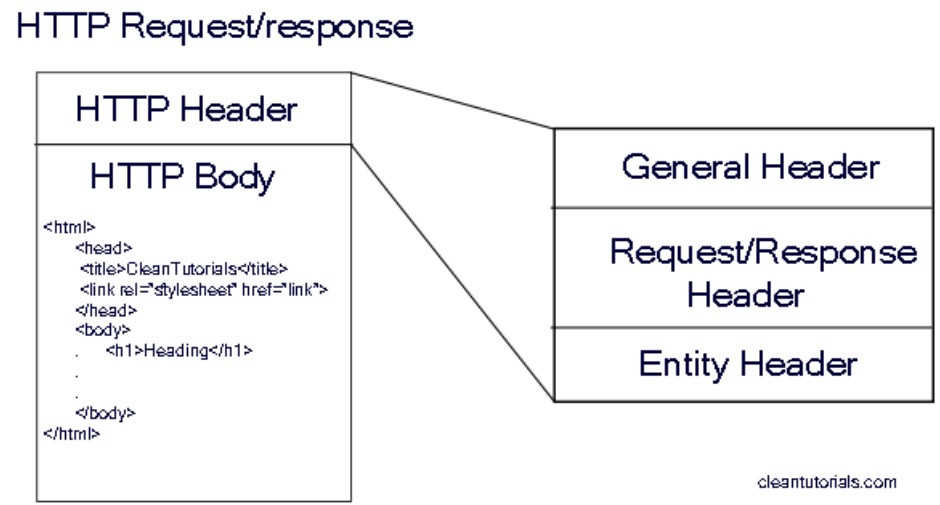 HTTP Request/response
HTTP Header
HTTP Body
<html>
<head>
<title>CleanTutorials</title>
<link rel="stylesheet" href="link">
</head>
<body>
. <h1>Heading</h1>
.
.
</body>
</html>
General Header
Request/Response
Header
Entity Header
cleantutorials.com